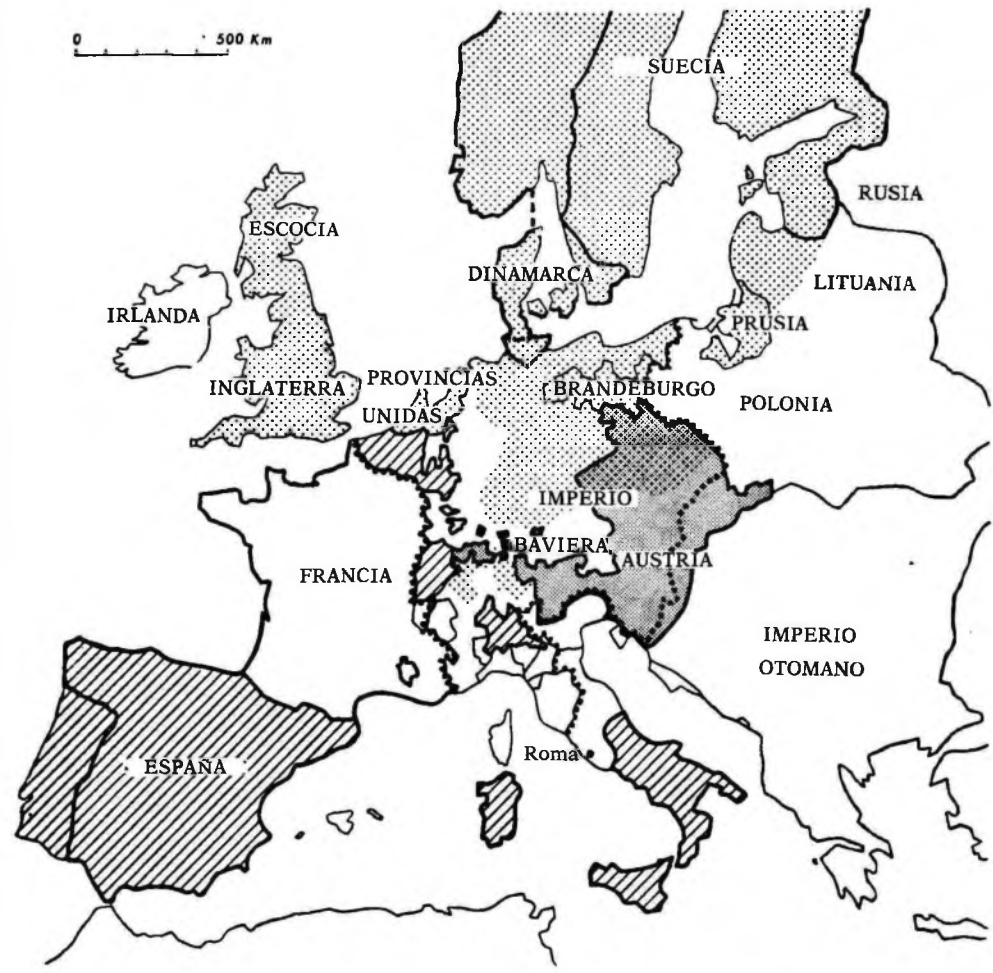 0 500 Km
SUECIA
RUSIA
ESCOCIA
DINAMARCA
LITUANIA
IRLANDA
PRUSIA
PROVINCIAS
UNIDAS
INGLATERRA
BRANDEBURGO
POLONIA
IMPERIO
BAVIERA
AUSTRIA
FRANCIA
IMPERIO
OTOMANO
Roma
ESPAÑA